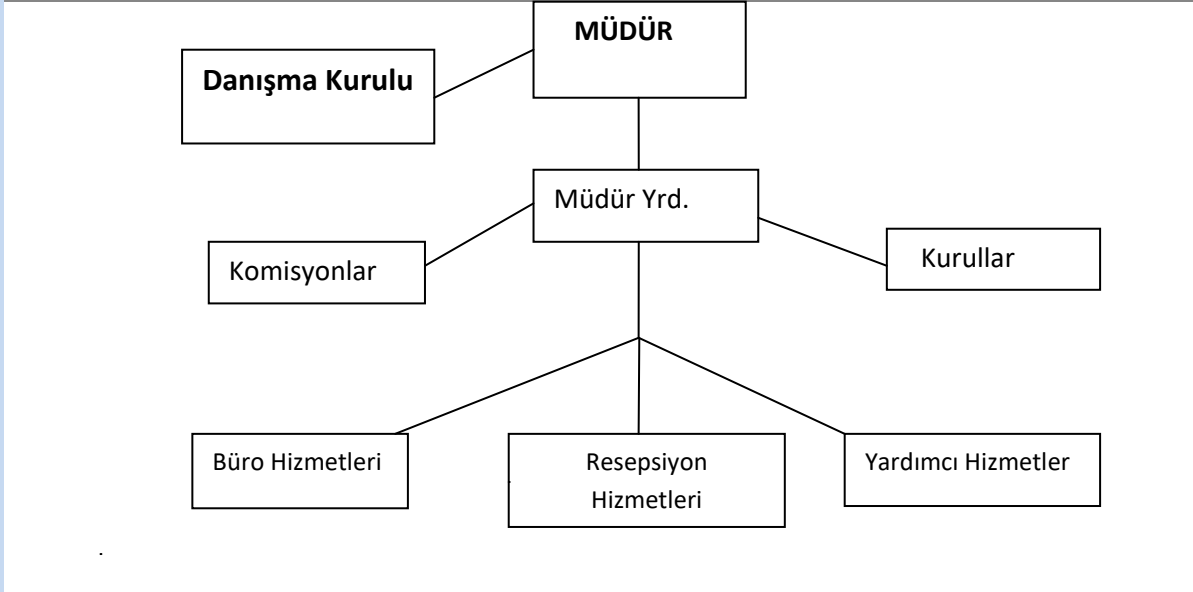 MÜDÜR
Danışma Kurulu
Müdür Yrd.
Komisyonlar
Kurullar
Büro Hizmetleri
Resepsiyon
Hizmetleri
Yardımcı Hizmetler
.